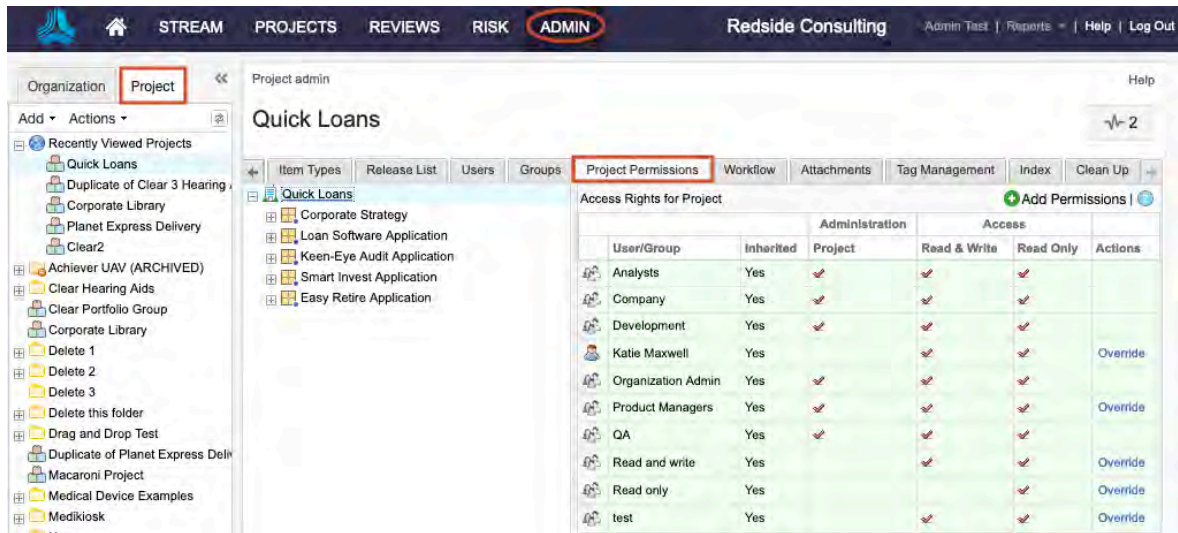 STREAM PROJECTS REVIEWS RISK ADMIN Redside Consulting Admin Test | Reports | Help | Log Out
Organization Project
Add Actions
Recently Viewed Projects
Quick Loans
Duplicate of Clear 3 Hearing
Corporate Library
Planet Express Delivery
Clear2
Achiever UAV (ARCHIVED)
Clear Hearing Aids
Clear Portfolio Group
Corporate Library
Delete 1
Delete 2
Delete 3
Delete this folder
Drag and Drop Test
Duplicate of Planet Express Deliv
Macaroni Project
Medical Device Examples
Medikiosk
Project admin Help
Quick Loans
2
Item Types Release List Users Groups Project Permissions Workflow Attachments Tag Management Index Clean Up
Quick Loans
Corporate Strategy
Loan Software Application
Keen-Eye Audit Application
Smart Invest Application
Easy Retire Application
Access Rights for Project Add Permissions |
Administration Access
User/Group Inherited Project Read & Write Read Only Actions
Analysts Yes
Company Yes
Development Yes
Katie Maxwell Yes Override
Organization Admin Yes
Product Managers Yes Override
QA Yes
Read and write Yes Override
Read only Yes Override
test Yes Override